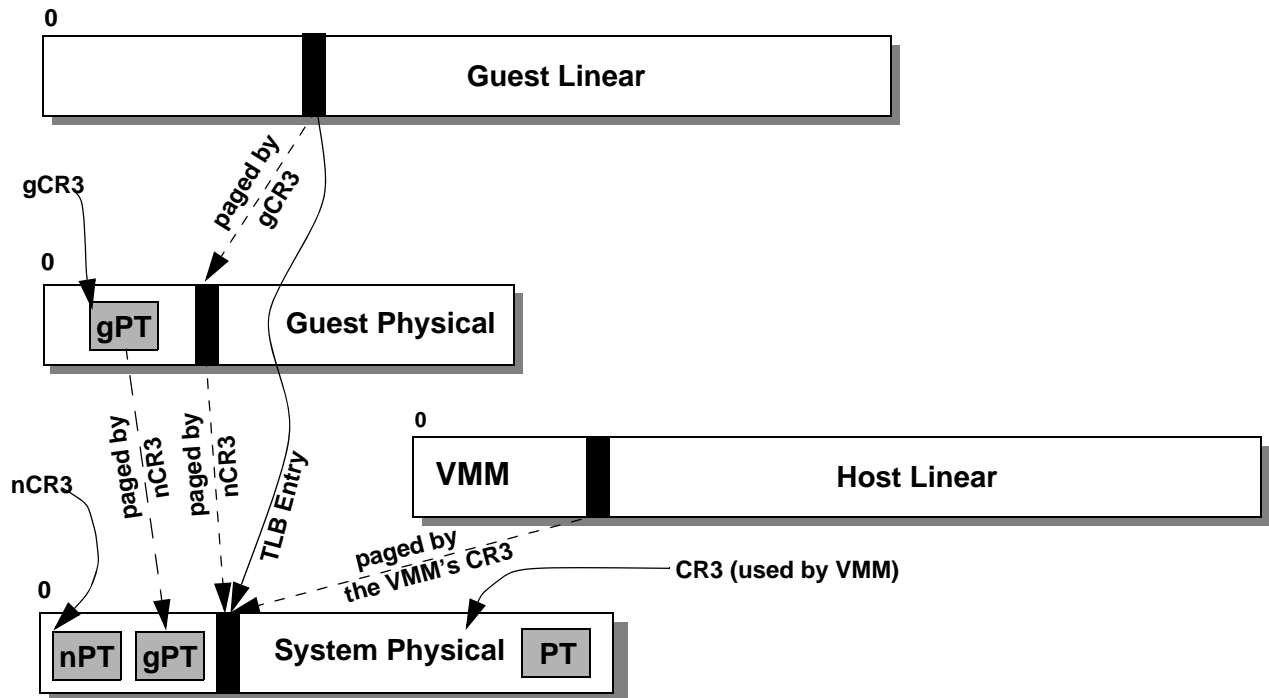 0
Guest Linear
paged by
gCR3
gCR3
0
gPT
Guest Physical
paged by
nCR3
paged by
nCR3
TLB Entry
0
VMM
Host Linear
nCR3
paged by
the VMM's CR3
CR3 (used by VMM)
0
nPT
gPT
System Physical
PT